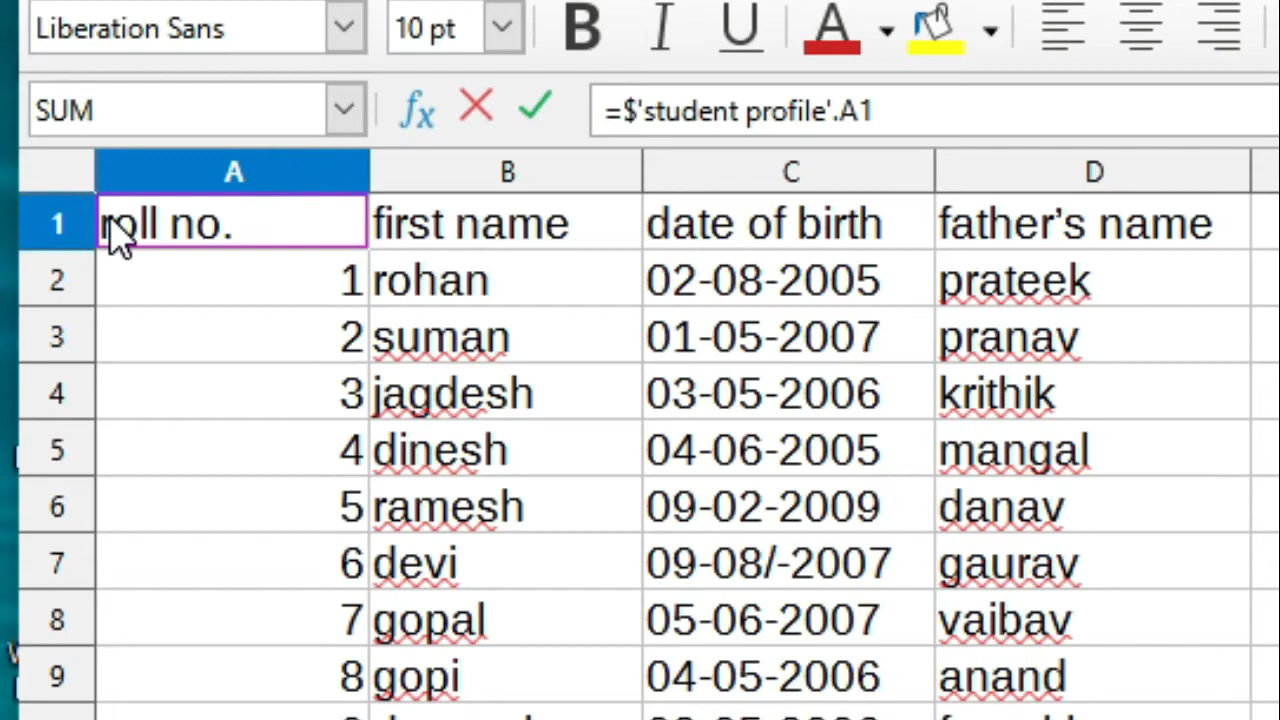 Liberation Sans 10 pt B I U A
SUM fx =$'student profile'.A1
A B C D
1 roll no. first name date of birth father's name
2 1 rohan 02-08-2005 prateek
3 2 suman 01-05-2007 pranav
4 3 jagdesh 03-05-2006 krithik
5 4 dinesh 04-06-2005 mangal
6 5 ramesh 09-02-2009 danav
7 6 devi 09-08/-2007 gaurav
8 7 gopal 05-06-2007 vaibav
9 8 gopi 04-05-2006 anand